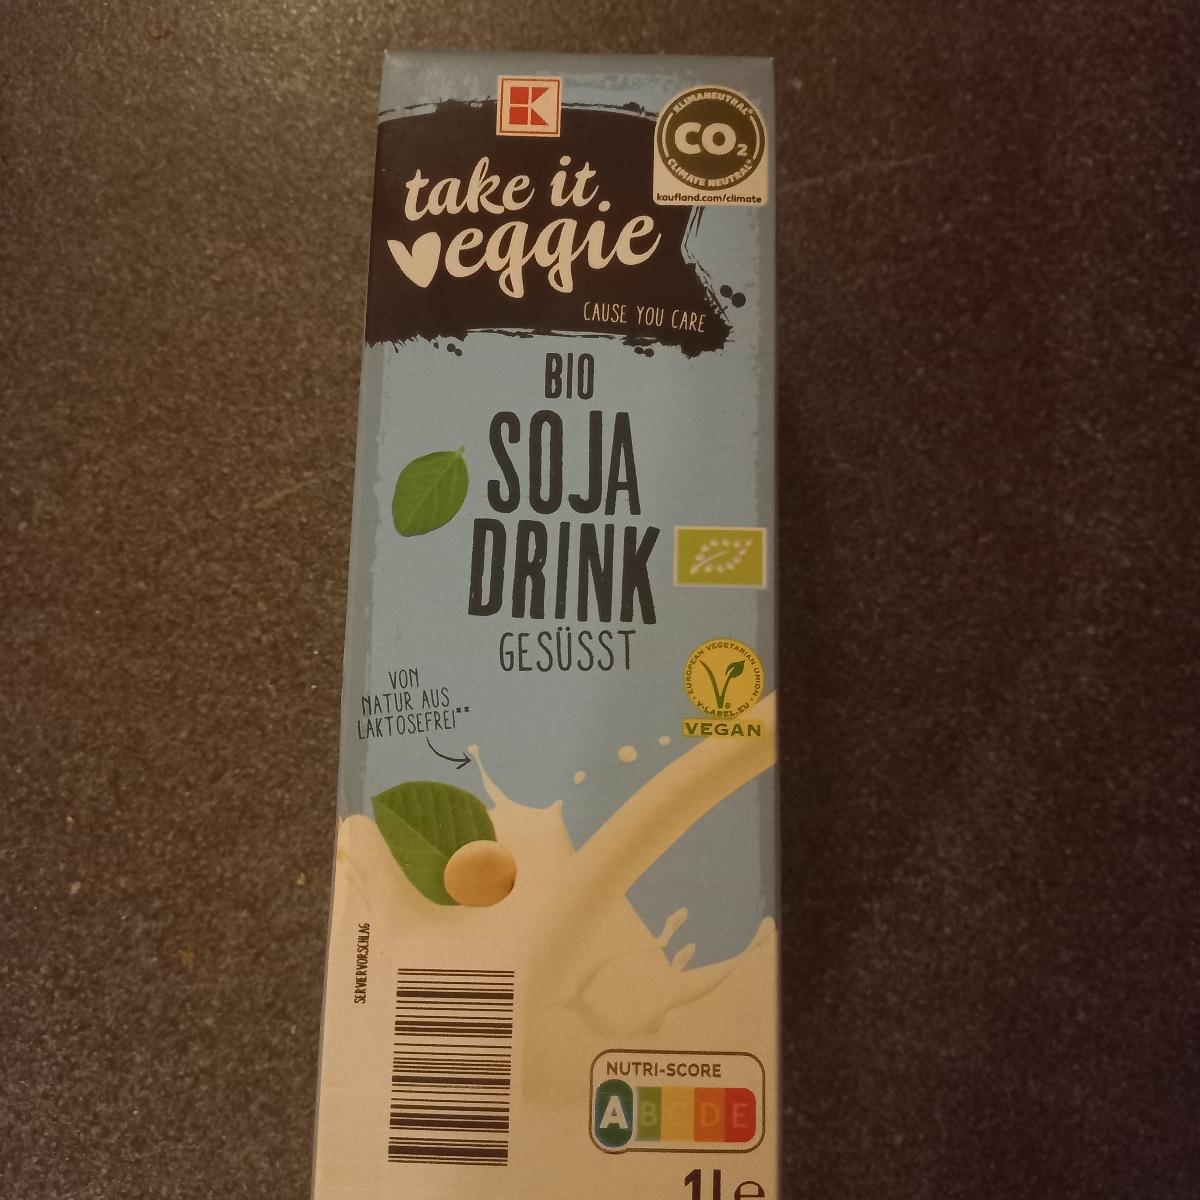 K
KLIMANEUTRAL*
CO₂
CLIMATE NEUTRAL*
kaufland.com/climate
take it
veggie
CAUSE YOU CARE
BIO
SOJA
DRINK
GESÜSST
VON
NATUR AUS
LAKTOSEFREI**
EUROPEAN VEGETARIAN UNION
V-LABEL.EU
VEGAN
SERVIERVORSCHLAG
NUTRI-SCORE
A B C D E
1l e